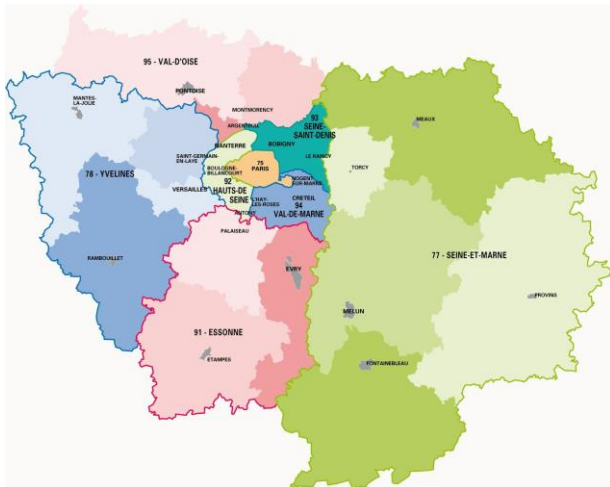 95 - VAL-D'OISE
MANTES-
LA-JOLIE
PONTOISE
MONTMORENCY
ARGENTEUIL
93
SEINE-
SAINT-DENIS
MEAUX
NANTERRE
BOBIGNY
SAINT-GERMAIN-
EN-LAYE
LE RAINCY
75
PARIS
TORCY
BOULOGNE-
BILLANCOURT
78 - YVELINES
NOGENT-
SUR-MARNE
92
HAUTS-DE
SEINE
VERSAILLES
CRETEIL
94
VAL-DE-MARNE
L'HAY-
LES-ROSES
ANTONY
PALAISEAU
RAMBOUILLET
EVRY
77 - SEINE-ET-MARNE
PROVINS
MELUN
91 - ESSONNE
ETAMPES
FONTAINEBLEAU